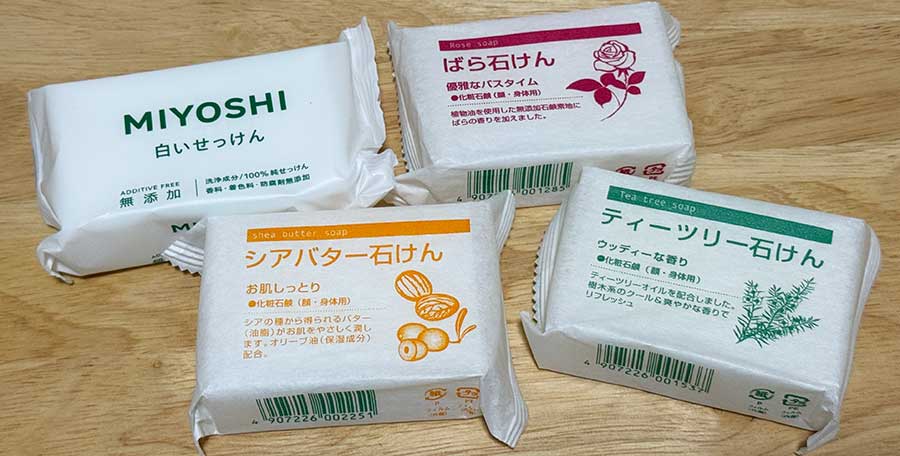 MIYOSHI
白いせっけん
ADDITIVE FREE
無添加
洗浄成分/100%純せっけん
香料・着色料・防腐剤無添加
Rose soap
ばら石けん
優雅なバスタイム
●化粧石鹸(顔・身体用)
植物油を使用した無添加石鹸素地に
ばらの香りを加えました。
shea butter soap
シアバター石けん
お肌しっとり
●化粧石鹸(顔・身体用)
シアの種から得られるバター
(油脂)がお肌をやさしく潤し
ます。オリーブ油(保湿成分)
配合。
4 907226 002251
Tea tree soap
ティーツリー石けん
ウッディーな香り
●化粧石鹸(顔・身体用)
ティーツリーオイルを配合しました。
樹木系のクール&爽やかな香りで
リフレッシュ